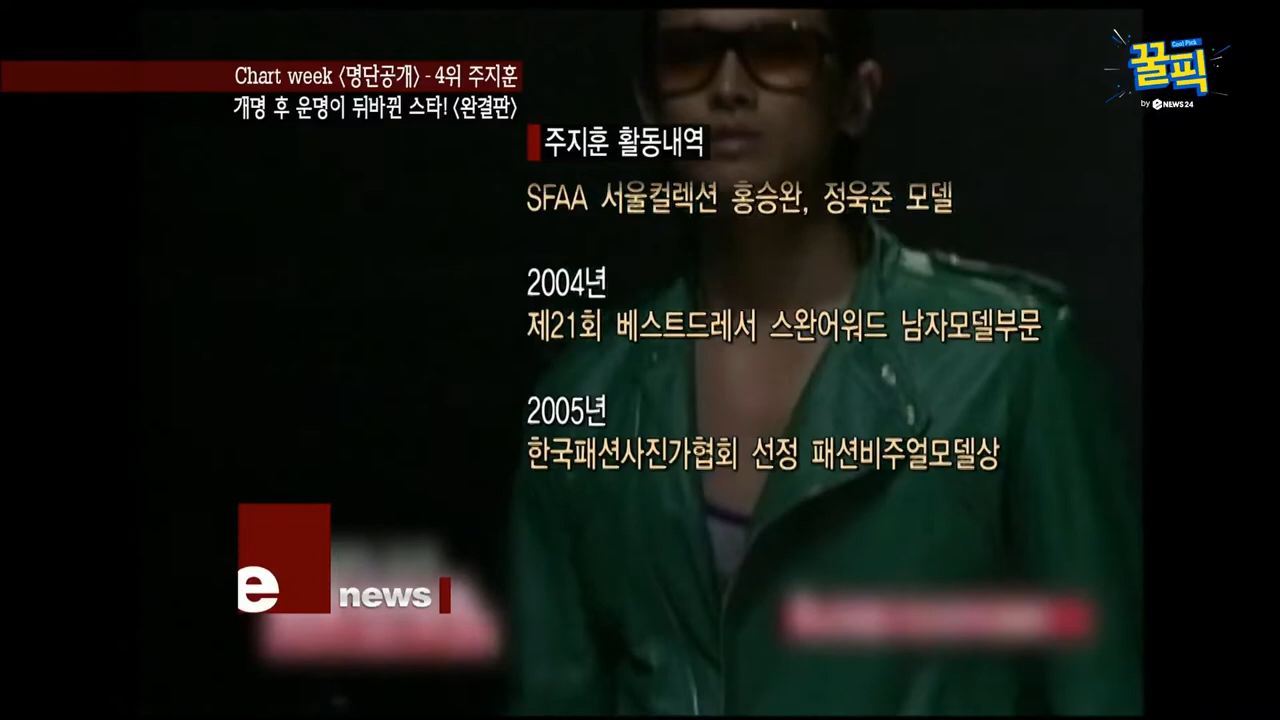 Chart week 〈명단공개〉 - 4위 주지훈
개명 후 운명이 뒤바뀐 스타! 〈완결판〉
꿀픽
Cool Pick
by e NEWS24
주지훈 활동내역
SFAA 서울컬렉션 홍승완, 정욱준 모델
2004년
제21회 베스트드레서 스완어워드 남자모델부문
2005년
한국패션사진가협회 선정 패션비주얼모델상
e news